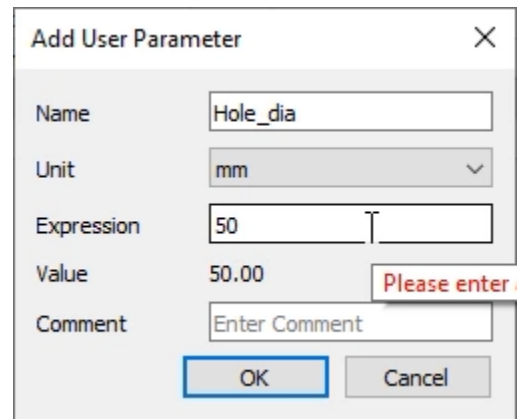 Add User Parameter
Name Hole_dia
Unit mm
Expression 50
Value 50.00
Please enter
Comment Enter Comment
OK Cancel